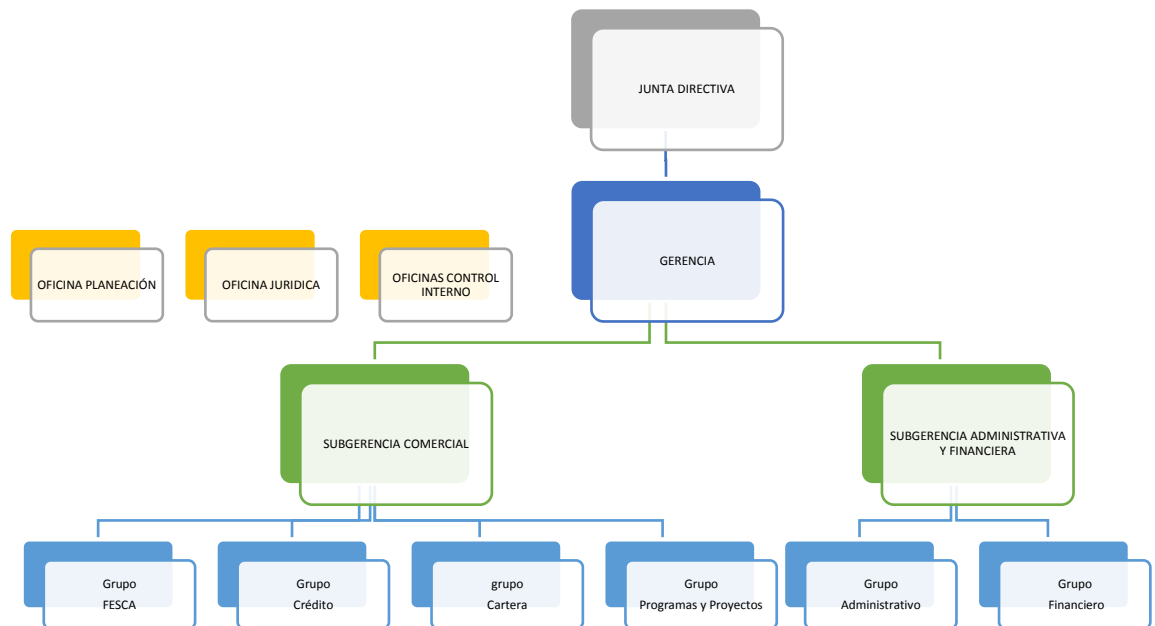 JUNTA DIRECTIVA
GERENCIA
OFICINA PLANEACIÓN
OFICINA JURIDICA
OFICINAS CONTROL
INTERNO
SUBGERENCIA COMERCIAL
SUBGERENCIA ADMINISTRATIVA
Y FINANCIERA
Grupo
FESCA
Grupo
Crédito
grupo
Cartera
Grupo
Programas y Proyectos
Grupo
Administrativo
Grupo
Financiero